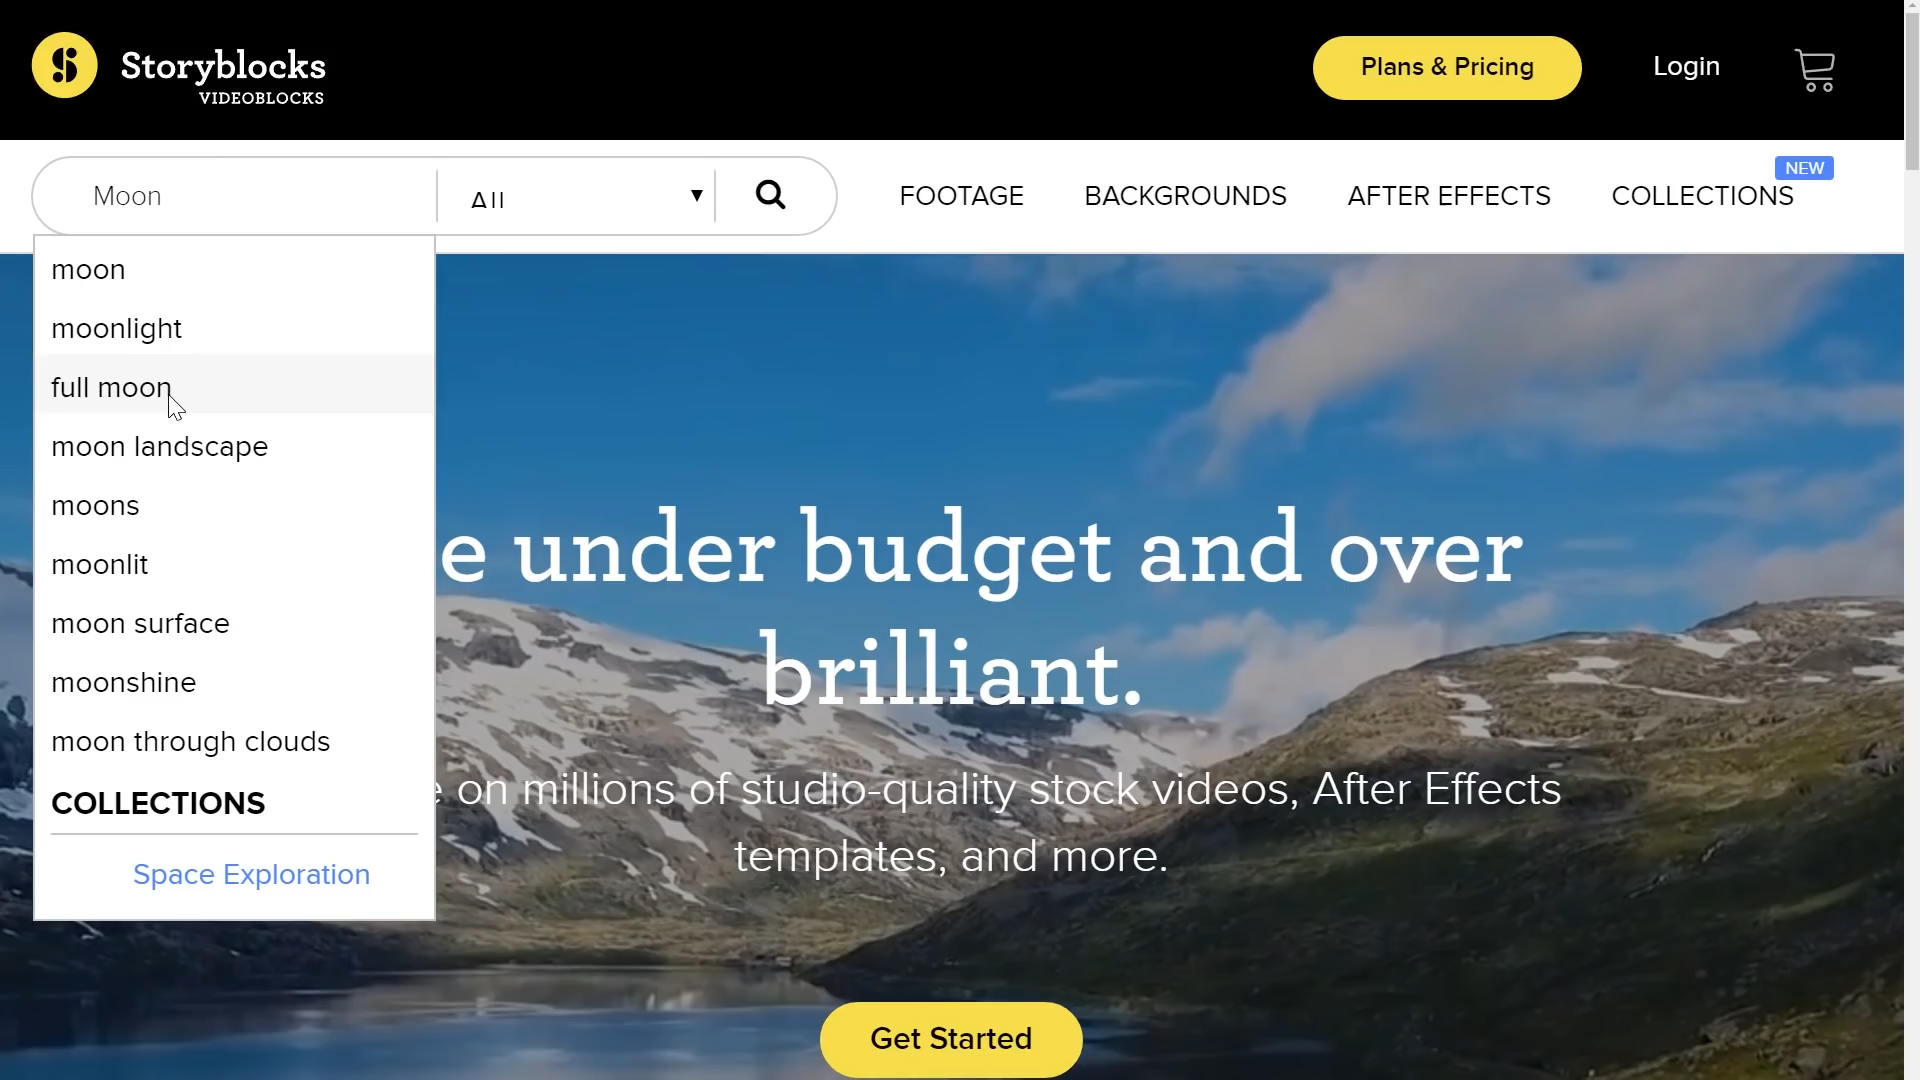 Storyblocks
VIDEOBLOCKS
Plans & Pricing
Login
Moon
All
FOOTAGE
BACKGROUNDS
AFTER EFFECTS
COLLECTIONS
NEW
moon
moonlight
full moon
moon landscape
moons
moonlit
moon surface
moonshine
moon through clouds
COLLECTIONS
Space Exploration
under budget and over
brilliant.
on millions of studio-quality stock videos, After Effects
templates, and more.
Get Started